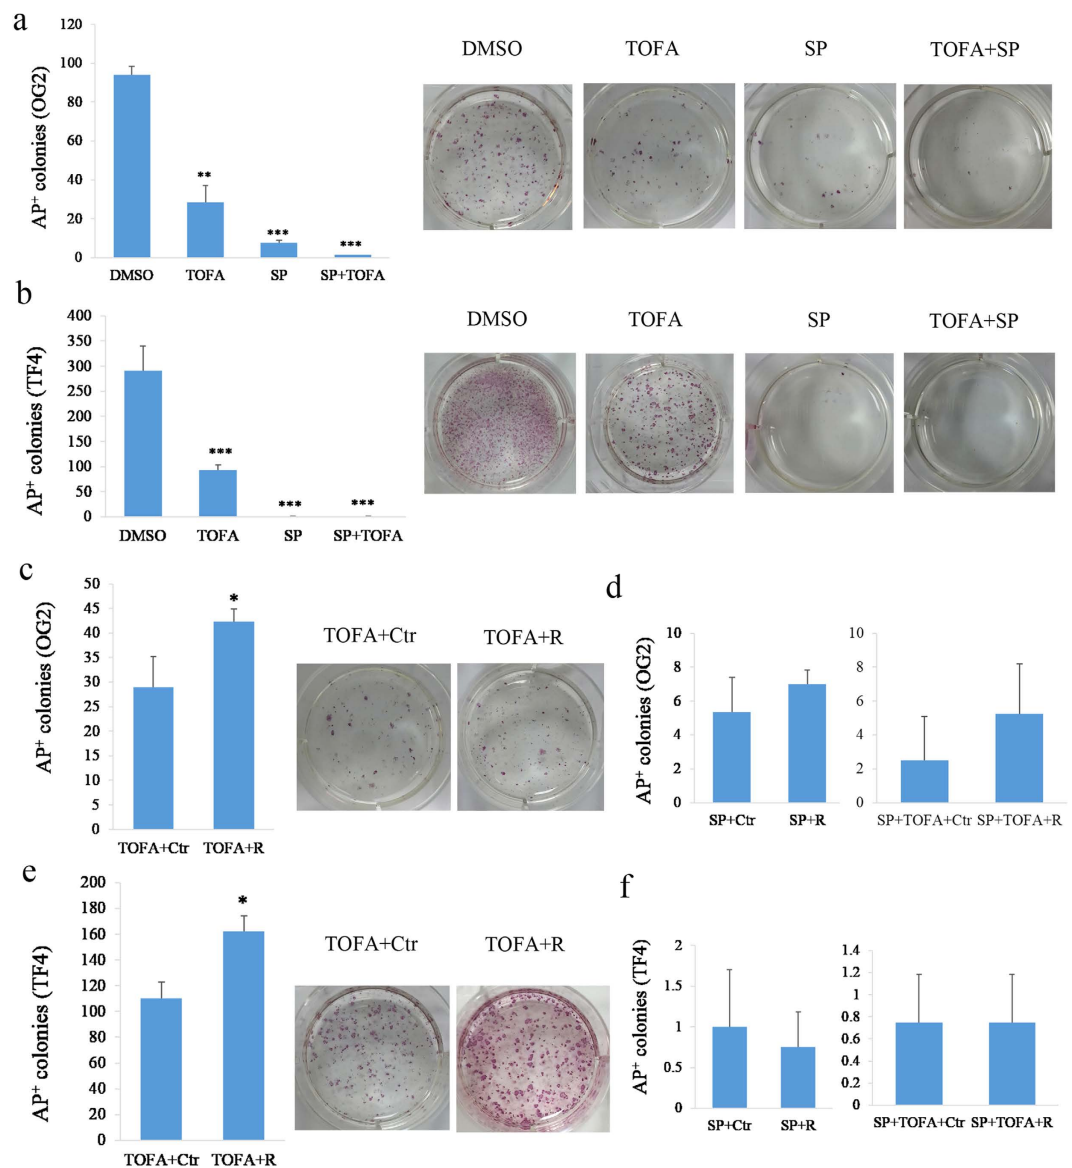 a
120
100
80
60
40
20
0
AP⁺ colonies (OG2)
**
***
***
DMSO TOFA SP SP+TOFA
DMSO TOFA SP TOFA+SP
b
400
350
300
250
200
150
100
50
0
AP⁺ colonies (TF4)
***
***
***
DMSO TOFA SP SP+TOFA
DMSO TOFA SP TOFA+SP
c
50
45
40
35
30
25
20
15
10
5
0
AP⁺ colonies (OG2)
*
TOFA+Ctr TOFA+R
TOFA+Ctr TOFA+R
d
10
8
6
4
2
0
AP⁺ colonies (OG2)
SP+Ctr SP+R
10
8
6
4
2
0
SP+TOFA+Ctr SP+TOFA+R
e
200
180
160
140
120
100
80
60
40
20
0
AP⁺ colonies (TF4)
*
TOFA+Ctr TOFA+R
TOFA+Ctr TOFA+R
f
2
1.5
1
0.5
0
AP⁺ colonies (TF4)
SP+Ctr SP+R
1.4
1.2
1
0.8
0.6
0.4
0.2
0
SP+TOFA+Ctr SP+TOFA+R